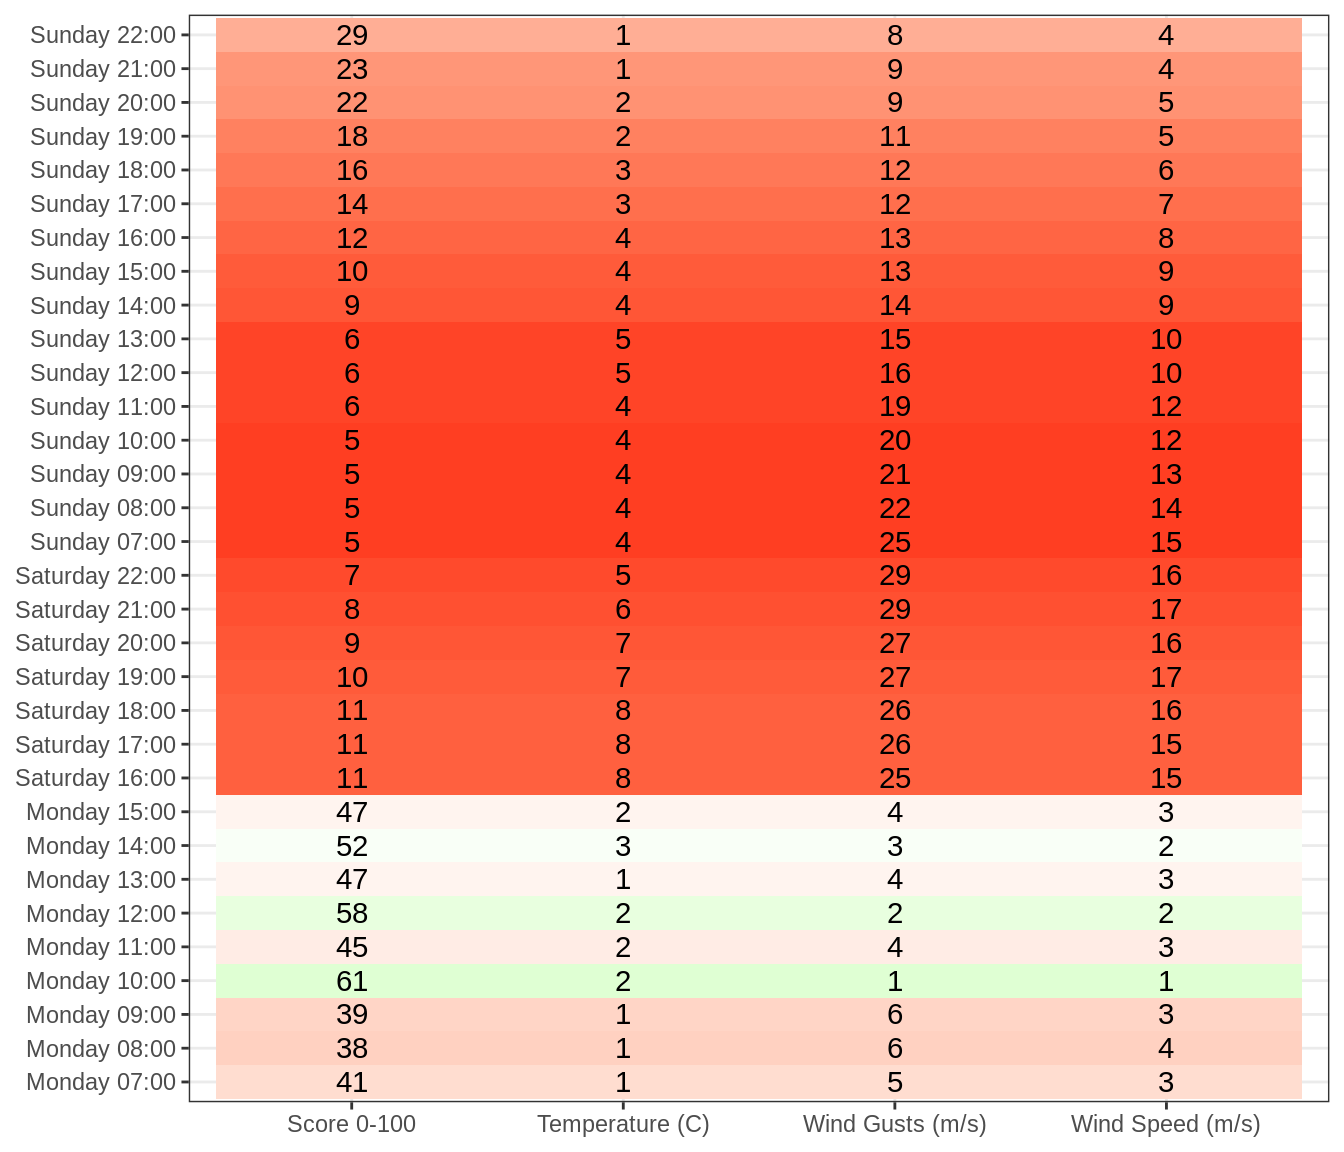 Sunday 22:00 29 1 8 4
Sunday 21:00 23 1 9 4
Sunday 20:00 22 2 9 5
Sunday 19:00 18 2 11 5
Sunday 18:00 16 3 12 6
Sunday 17:00 14 3 12 7
Sunday 16:00 12 4 13 8
Sunday 15:00 10 4 13 9
Sunday 14:00 9 4 14 9
Sunday 13:00 6 5 15 10
Sunday 12:00 6 5 16 10
Sunday 11:00 6 4 19 12
Sunday 10:00 5 4 20 12
Sunday 09:00 5 4 21 13
Sunday 08:00 5 4 22 14
Sunday 07:00 5 4 25 15
Saturday 22:00 7 5 29 16
Saturday 21:00 8 6 29 17
Saturday 20:00 9 7 27 16
Saturday 19:00 10 7 27 17
Saturday 18:00 11 8 26 16
Saturday 17:00 11 8 26 15
Saturday 16:00 11 8 25 15
Monday 15:00 47 2 4 3
Monday 14:00 52 3 3 2
Monday 13:00 47 1 4 3
Monday 12:00 58 2 2 2
Monday 11:00 45 2 4 3
Monday 10:00 61 2 1 1
Monday 09:00 39 1 6 3
Monday 08:00 38 1 6 4
Monday 07:00 41 1 5 3
Score 0-100 Temperature (C) Wind Gusts (m/s) Wind Speed (m/s)